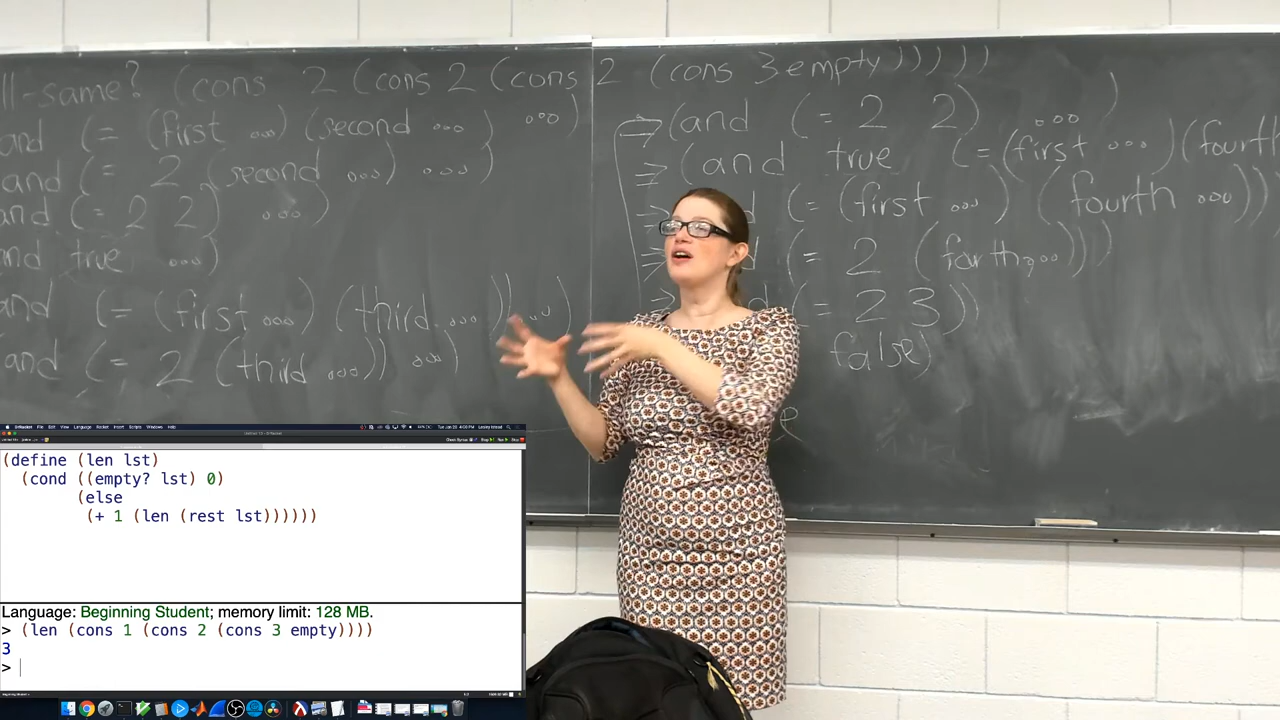 ll-same? (cons 2 (cons 2 (cons 2 (cons 3 empty)))))
and (= (first ...) (second ...) ...)
and (= 2 (second ...) ...)
and (= 2 2) ...)
and true ...)
and (= (first ...) (third ...)) ...)
and (= 2 (third ...)) ...)
⇒ (and (= 2 2) ...)
⇒ (and true (= (first ...) (fourth
(= (first ...) (fourth ...)))
(= 2 (forth ...)))
(= 2 3))
false)
(define (len lst)
(cond ((empty? lst) 0)
(else
(+ 1 (len (rest lst))))))
Language: Beginning Student; memory limit: 128 MB.
> (len (cons 1 (cons 2 (cons 3 empty))))
3
>